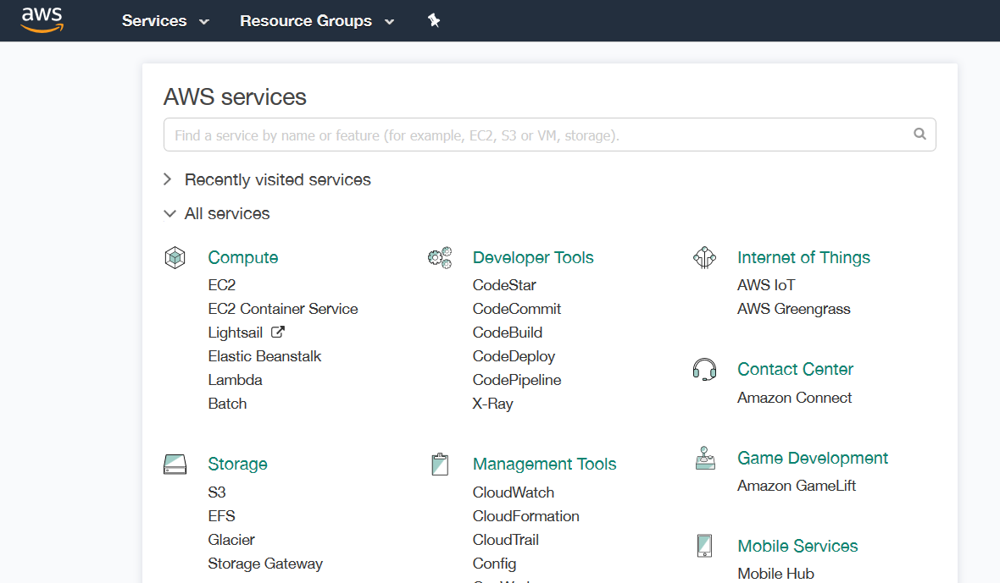 aws
Services
Resource Groups
AWS services
Find a service by name or feature (for example, EC2, S3 or VM, storage).
Recently visited services
All services
Compute
EC2
EC2 Container Service
Lightsail
Elastic Beanstalk
Lambda
Batch
Storage
S3
EFS
Glacier
Storage Gateway
Developer Tools
CodeStar
CodeCommit
CodeBuild
CodeDeploy
CodePipeline
X-Ray
Management Tools
CloudWatch
CloudFormation
CloudTrail
Config
Internet of Things
AWS IoT
AWS Greengrass
Contact Center
Amazon Connect
Game Development
Amazon GameLift
Mobile Services
Mobile Hub